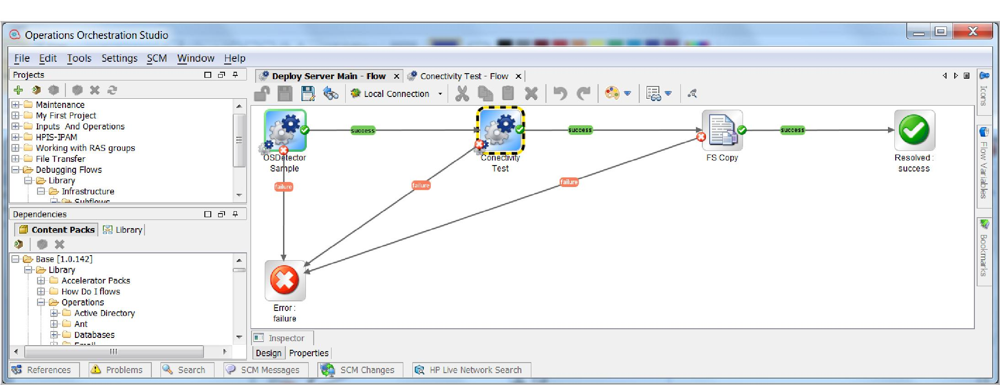 Operations Orchestration Studio
File Edit Tools Settings SCM Window Help
Projects
Maintenance
My First Project
Inputs And Operations
HPIS-IPAM
Working with RAS groups
File Transfer
Debugging Flows
Library
Infrastructure
Subflows
Dependencies
Content Packs Library
Base [1.0.142]
Library
Accelerator Packs
How Do I flows
Operations
Active Directory
Ant
Databases
Email
Deploy Server Main - Flow Conectivity Test - Flow
Local Connection
success success success
OSDetector
Sample
Conectivity
Test
FS Copy
Resolved :
success
failure failure failure
Error :
failure
Inspector
Design Properties
Icons
Flow Variables
Bookmarks
References Problems Search SCM Messages SCM Changes HP Live Network Search